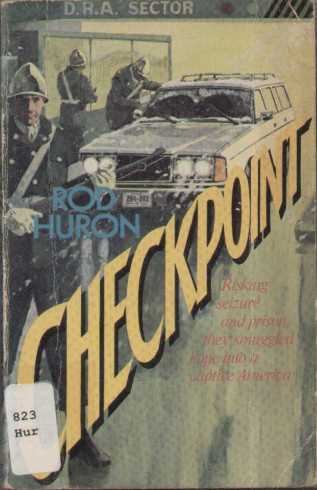 D.R.A. SECTOR
ROD
HURON
CHECKPOINT
Risking
seizure
and prison,
they smuggled
hope into a
captive America
823
Hur